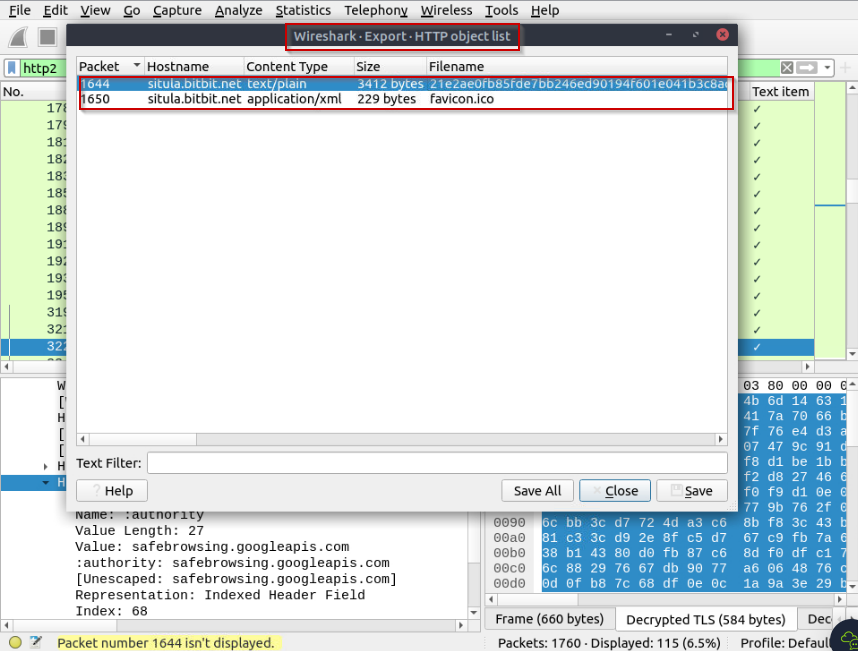 File Edit View Go Capture Analyze Statistics Telephony Wireless Tools Help
Wireshark · Export · HTTP object list
http2
No. Text item
Packet Hostname Content Type Size Filename
1644 situla.bitbit.net text/plain 3412 bytes 21e2ae0fb85fde7bb246ed90194f601e041b3c8a
1650 situla.bitbit.net application/xml 229 bytes favicon.ico
178
179
181
182
183
185
188
189
191
192
193
195
319
321
322
Text Filter:
Help Save All Close Save
03 80 00 00
4b 6d 14 63
41 7a 70 66
7f 76 e4 d3
07 47 9c 91
f8 d1 be 1b
f2 d8 27 46
f0 f9 d1 0e
77 9b 76 2f
Name: :authority
Value Length: 27
Value: safebrowsing.googleapis.com
:authority: safebrowsing.googleapis.com
[Unescaped: safebrowsing.googleapis.com]
Representation: Indexed Header Field
Index: 68
0090 6c bb 3c d7 72 4d a3 c6 8b f8 3c 43
00a0 81 c3 3c d9 2e 8f c5 d7 67 c9 fb 7a
00b0 38 b1 43 80 d0 fb 87 c6 8d f0 df c1
00c0 6c 88 29 76 67 db 90 77 a6 06 48 76
00d0 0d 0f b8 7c 68 df 0e 0c 1a 9a 3e 29
Frame (660 bytes) Decrypted TLS (584 bytes) Dec
Packet number 1644 isn't displayed. Packets: 1760 · Displayed: 115 (6.5%) Profile: Default